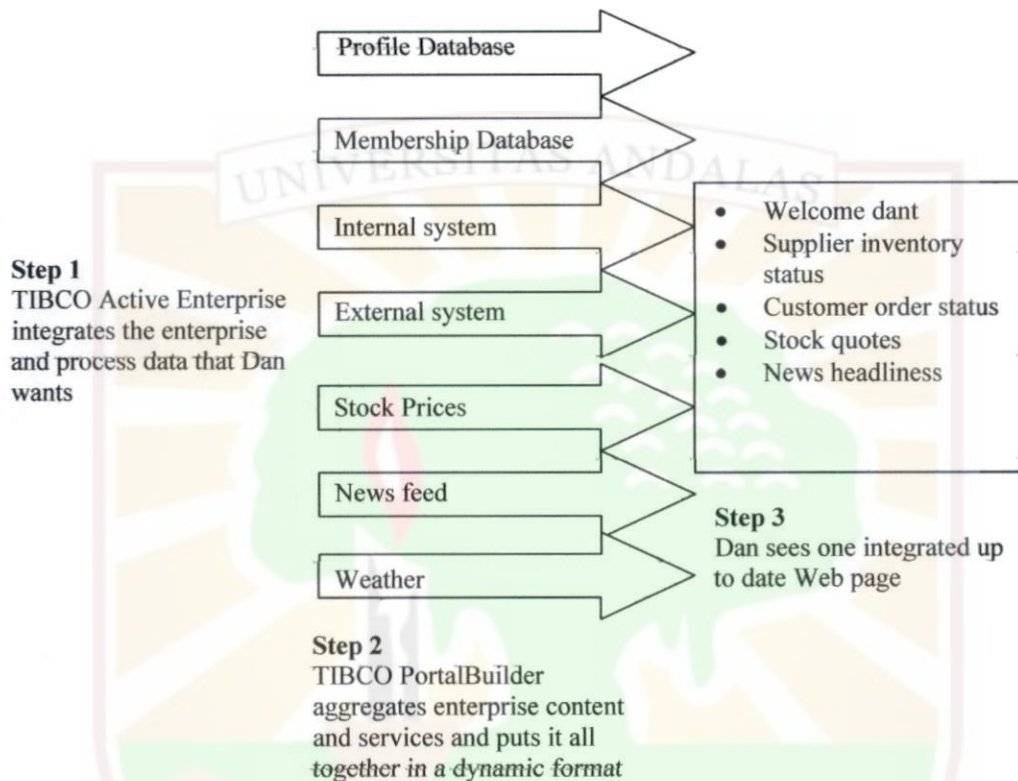 Profile Database
Membership Database
Internal system
External system
Stock Prices
News feed
Weather
UNIVERSITAS ANDALAS
Step 1
TIBCO Active Enterprise
integrates the enterprise
and process data that Dan
wants
Step 2
TIBCO PortalBuilder
aggregates enterprise content
and services and puts it all
together in a dynamic format
• Welcome dant
• Supplier inventory
status
• Customer order status
• Stock quotes
• News headliness
Step 3
Dan sees one integrated up
to date Web page